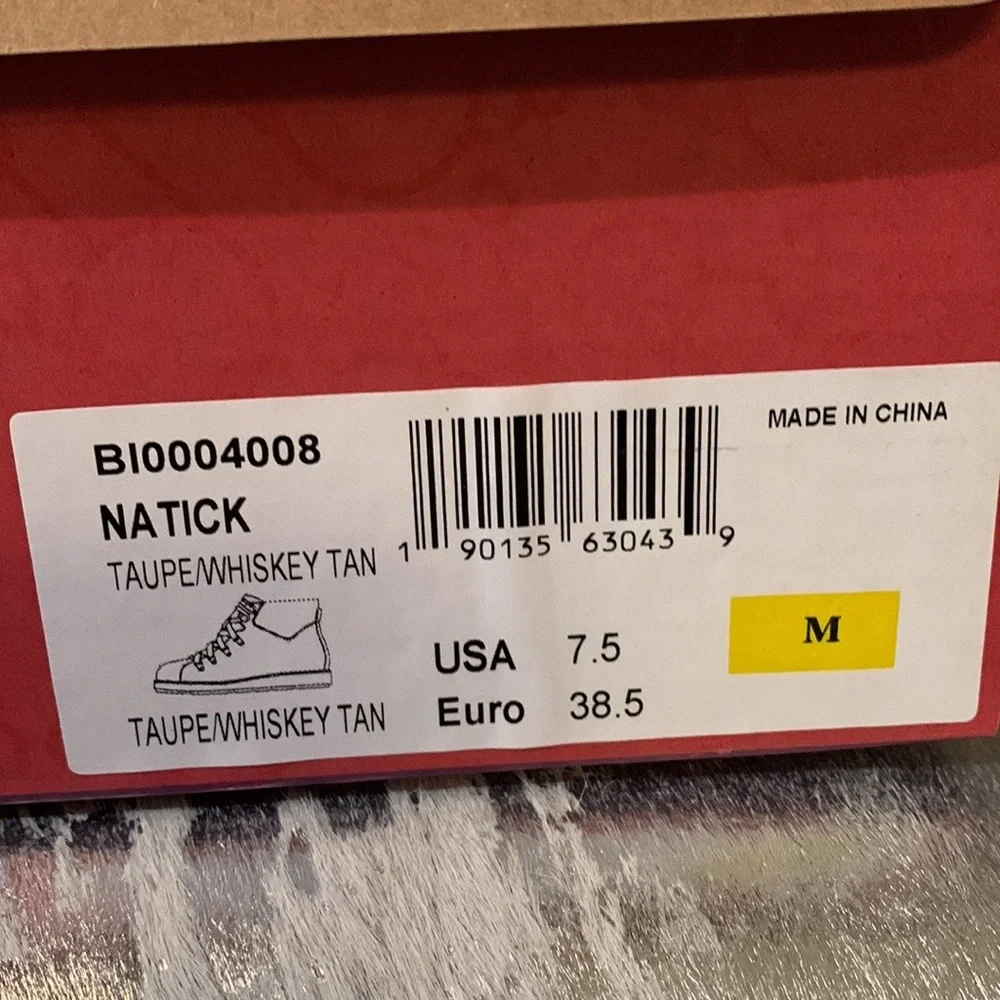 BI0004008
NATICK
TAUPE/WHISKEY TAN
1 90135 63043 9
MADE IN CHINA
TAUPE/WHISKEY TAN
USA 7.5
Euro 38.5
M